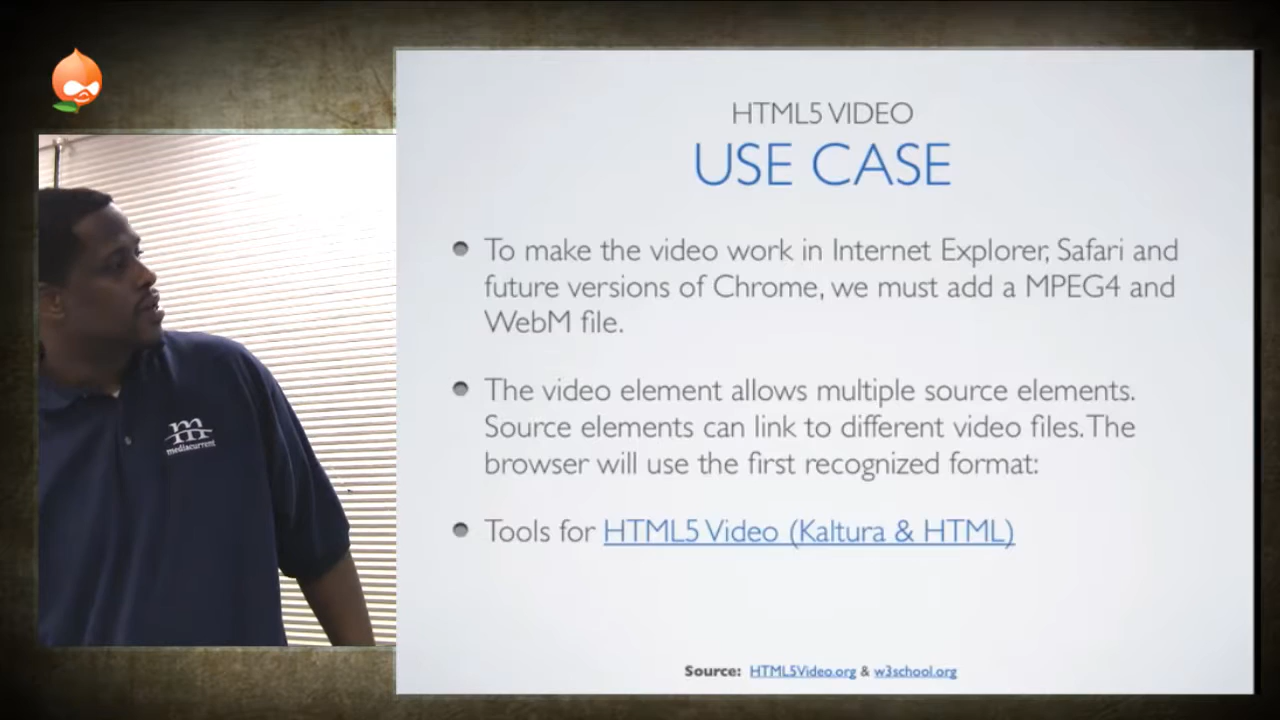 HTML5 VIDEO
USE CASE
To make the video work in Internet Explorer, Safari and
future versions of Chrome, we must add a MPEG4 and
WebM file.
The video element allows multiple source elements.
Source elements can link to different video files. The
browser will use the first recognized format:
Tools for HTML5 Video (Kaltura & HTML)
Source: HTML5Video.org & w3school.org
m
mediacurrent